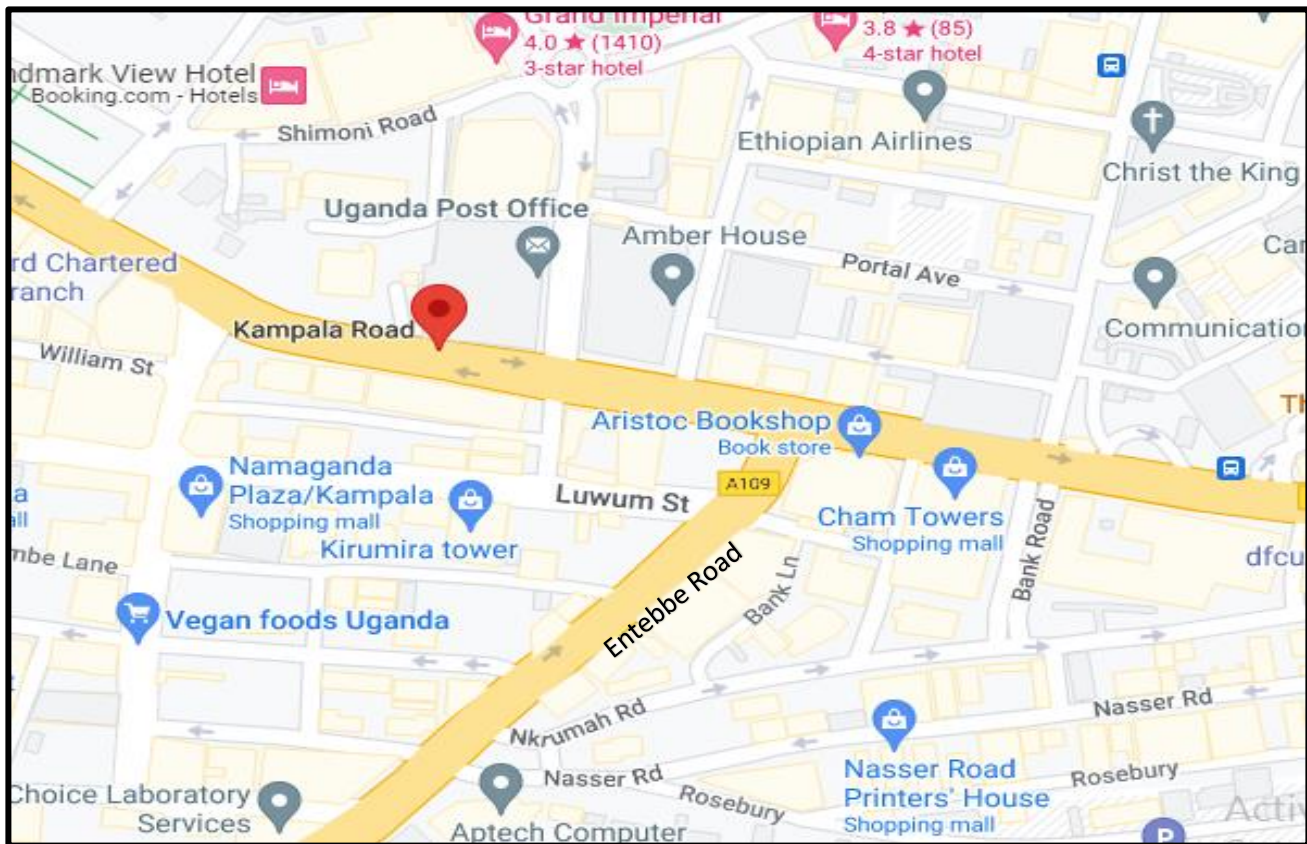 Grand Imperial
4.0 ★ (1410)
3-star hotel
3.8 ★ (85)
4-star hotel
ndmark View Hotel
Booking.com - Hotels
Shimoni Road
Ethiopian Airlines
Christ the King
Uganda Post Office
Amber House
Portal Ave
Car
rd Chartered
ranch
Kampala Road
Communication
William St
Aristoc Bookshop
Book store
Th
Namaganda
Plaza/Kampala
Shopping mall
A109
Luwum St
Kirumira tower
Cham Towers
Shopping mall
a
all
mbe Lane
Entebbe Road
Bank Ln
Bank Road
dfcu
Vegan foods Uganda
Nkrumah Rd
Nasser Rd
Nasser Rd
Rosebury
Rosebury
Nasser Road
Printers' House
Shopping mall
Choice Laboratory
Services
Aptech Computer
Activ
P